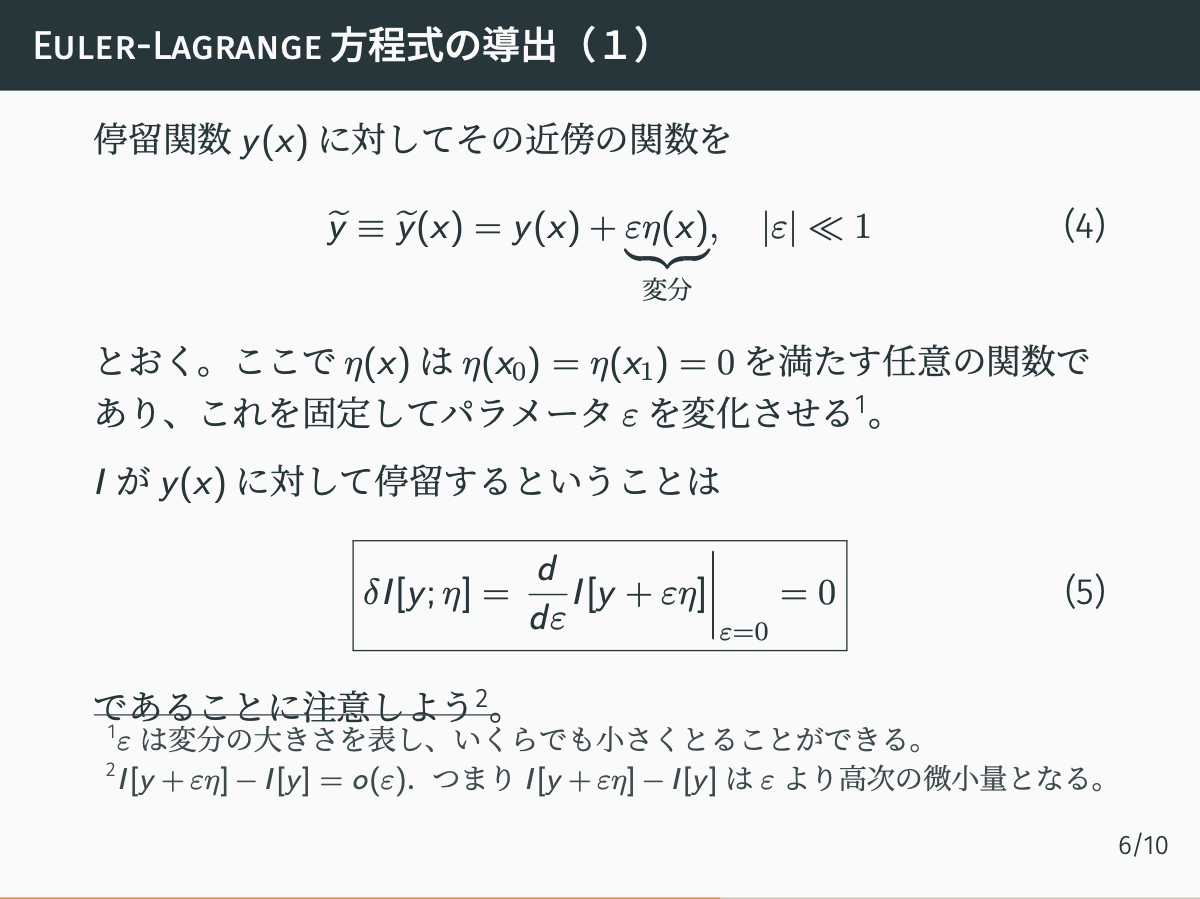 EULER-LAGRANGE 方程式の導出（１）
停留関数 y(x) に対してその近傍の関数を
ỹ ≡ ỹ(x) = y(x) + εη(x), |ε| ≪ 1 (4)
変分
とおく。ここで η(x) は η(x₀) = η(x₁) = 0 を満たす任意の関数で
あり、これを固定してパラメータ ε を変化させる¹。
I が y(x) に対して停留するということは
δI[y; η] = d/dε I[y + εη]|ε=0 = 0 (5)
であることに注意しよう²。
¹ε は変分の大きさを表し、いくらでも小さくとることができる。
²I[y + εη] − I[y] = o(ε). つまり I[y + εη] − I[y] は ε より高次の微小量となる。
6/10